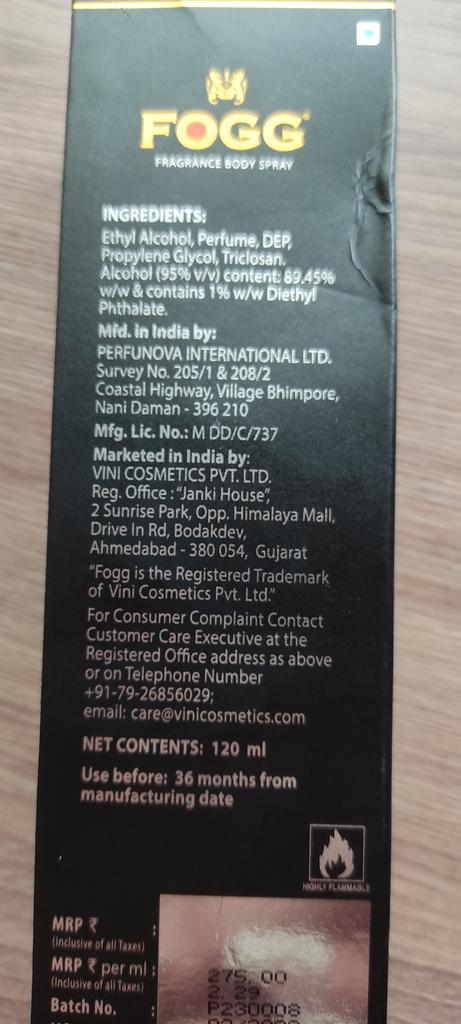 FOGG
FRAGRANCE BODY SPRAY
INGREDIENTS:
Ethyl Alcohol, Perfume, DEP,
Propylene Glycol, Triclosan.
Alcohol (95% v/v) content: 89.45%
w/w & contains 1% w/w Diethyl
Phthalate.
Mfd. in India by:
PERFUNOVA INTERNATIONAL LTD.
Survey No. 205/1 & 208/2
Coastal Highway, Village Bhimpore,
Nani Daman - 396 210
Mfg. Lic. No.: M DD/C/737
Marketed in India by:
VINI COSMETICS PVT. LTD.
Reg. Office : "Janki House",
2 Sunrise Park, Opp. Himalaya Mall,
Drive In Rd, Bodakdev,
Ahmedabad - 380 054, Gujarat
"Fogg is the Registered Trademark
of Vini Cosmetics Pvt. Ltd."
For Consumer Complaint Contact
Customer Care Executive at the
Registered Office address as above
or on Telephone Number
+91-79-26856029;
email: care@vinicosmetics.com
NET CONTENTS: 120 ml
Use before: 36 months from
manufacturing date
HIGHLY FLAMMABLE
MRP ₹ : 275 00
(Inclusive of all Taxes)
MRP ₹ per ml : 2 29
(Inclusive of all Taxes)
Batch No. : P230008